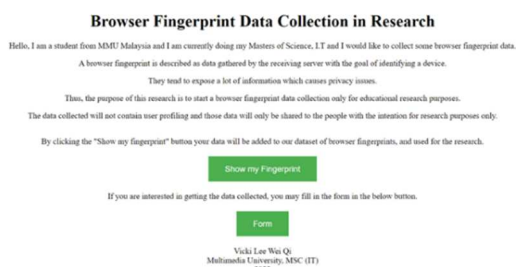 Browser Fingerprint Data Collection in Research
Hello, I am a student from MMU Malaysia and I am currently doing my Masters of Science, I.T and I would like to collect some browser fingerprint data.
A browser fingerprint is described as data gathered by the receiving server with the goal of identifying a device.
They tend to expose a lot of information which causes privacy issues.
Thus, the purpose of this research is to start a browser fingerprint data collection only for educational research purposes.
The data collected will not contain user profiling and those data will only be shared to the people with the intention for research purposes only.
By clicking the "Show my fingerprint" button your data will be added to our dataset of browser fingerprints, and used for the research.
Show my Fingerprint
If you are interested in getting the data collected, you may fill in the form in the below button.
Form
Vicki Lee Wei Qi
Multimedia University, MSC (IT)